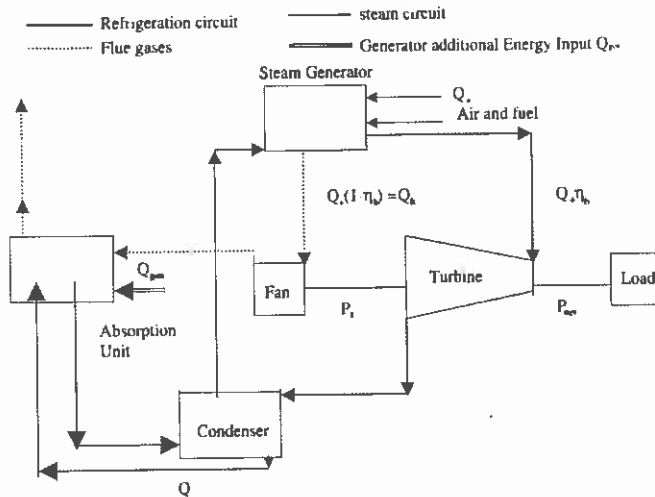 Refrigeration circuit
steam circuit
Flue gases
Generator additional Energy Input
Steam Generator
Air and fuel
Turbine
Load
Fan
Absorption
Unit
Condenser
Q